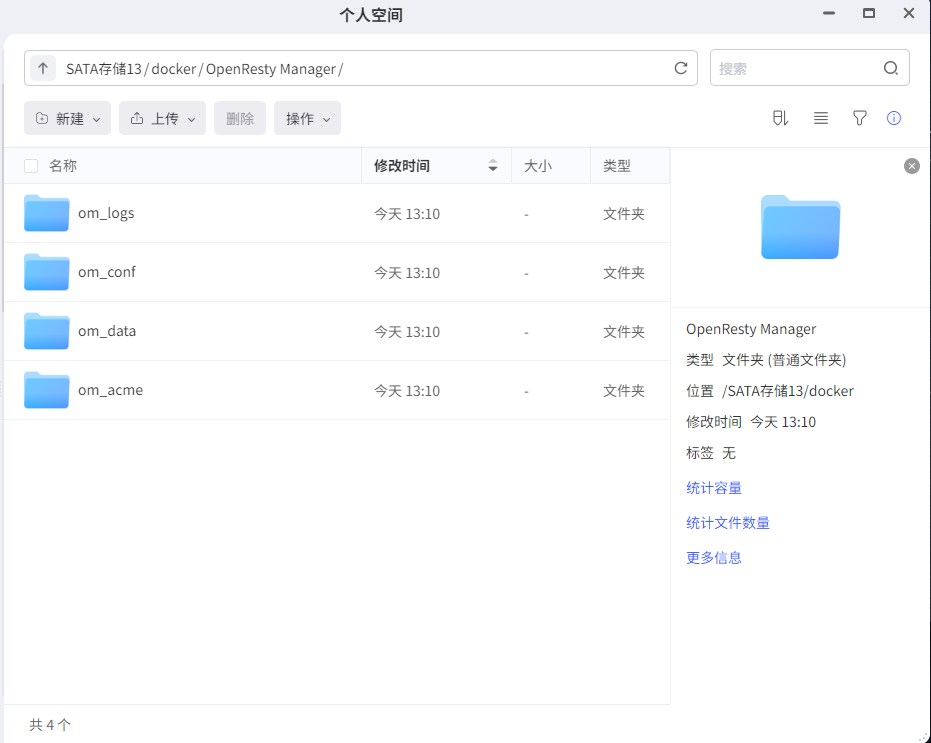 个人空间
SATA存储13 / docker / OpenResty Manager /
搜索
新建 上传 删除 操作
名称 修改时间 大小 类型
om_logs 今天 13:10 - 文件夹
om_conf 今天 13:10 - 文件夹
om_data 今天 13:10 - 文件夹
om_acme 今天 13:10 - 文件夹
共 4 个
OpenResty Manager
类型 文件夹 (普通文件夹)
位置 /SATA存储13/docker
修改时间 今天 13:10
标签 无
统计容量
统计文件数量
更多信息